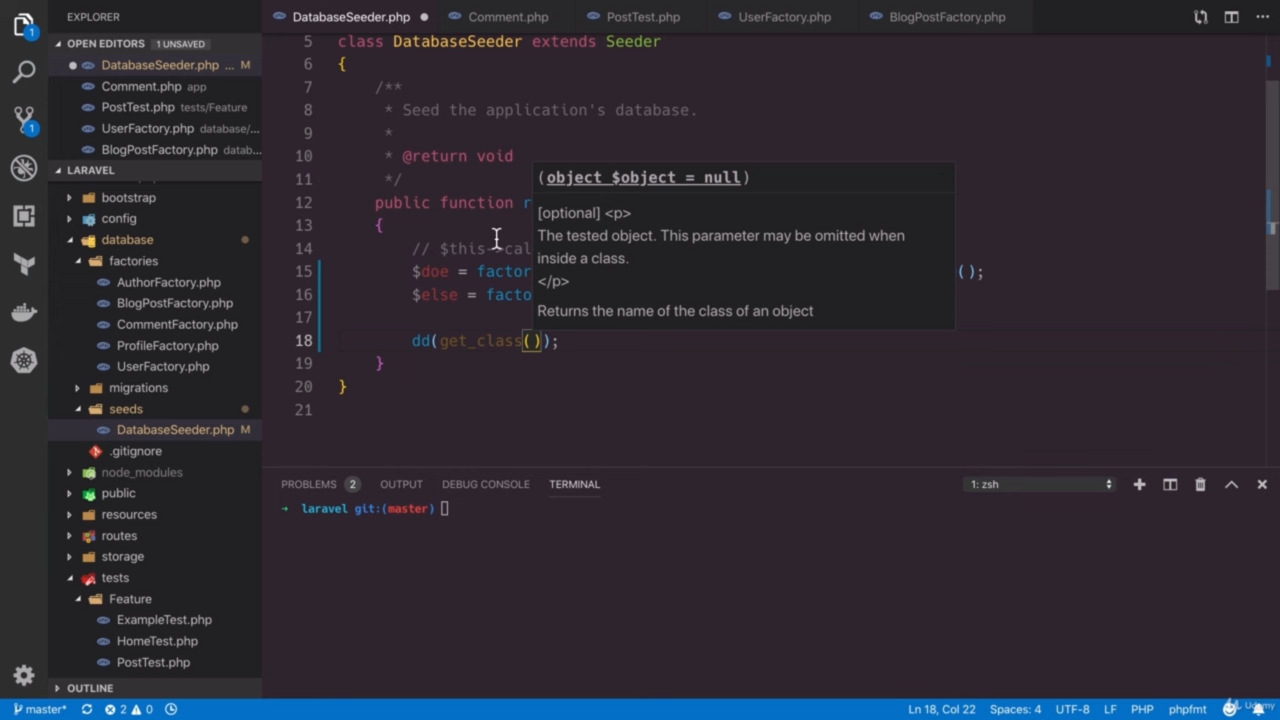 EXPLORER
DatabaseSeeder.php
Comment.php
PostTest.php
UserFactory.php
BlogPostFactory.php
OPEN EDITORS 1 UNSAVED
DatabaseSeeder.php ... M
Comment.php app
PostTest.php tests/Feature
UserFactory.php database/...
BlogPostFactory.php datab...
LARAVEL
bootstrap
config
database
factories
AuthorFactory.php
BlogPostFactory.php
CommentFactory.php
ProfileFactory.php
UserFactory.php
migrations
seeds
DatabaseSeeder.php M
.gitignore
node_modules
public
resources
routes
storage
tests
Feature
ExampleTest.php
HomeTest.php
PostTest.php
OUTLINE
1
1
5 class DatabaseSeeder extends Seeder
6 {
7 /**
8 * Seed the application's database.
9 *
10 * @return void
11 */
12 public function r
13 {
14 // $this->cal
15 $doe = factor ();
16 $else = facto
17
18 dd(get_class());
19 }
20 }
21
(object $object = null)
[optional] <p>
The tested object. This parameter may be omitted when
inside a class.
</p>
Returns the name of the class of an object
PROBLEMS 2 OUTPUT DEBUG CONSOLE TERMINAL 1: zsh
→ laravel git:(master)
master* 2 0 Ln 18, Col 22 Spaces: 4 UTF-8 LF PHP phpfmt
Udemy